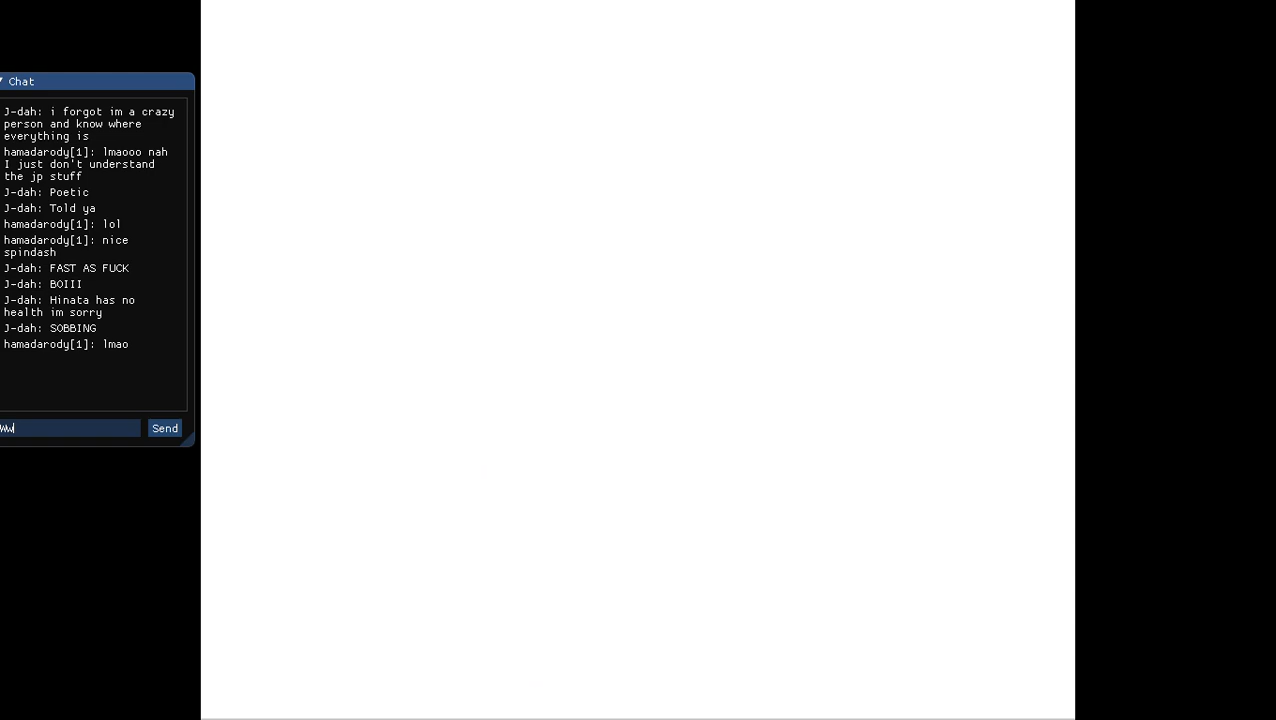 Chat
J-dah: i forgot im a crazy
person and know where
everything is
hamadarody[1]: lmaooo nah
I just don't understand
the jp stuff
J-dah: Poetic
J-dah: Told ya
hamadarody[1]: lol
hamadarody[1]: nice
spindash
J-dah: FAST AS FUCK
J-dah: BOIII
J-dah: Hinata has no
health im sorry
J-dah: SOBBING
hamadarody[1]: lmao
Ww
Send